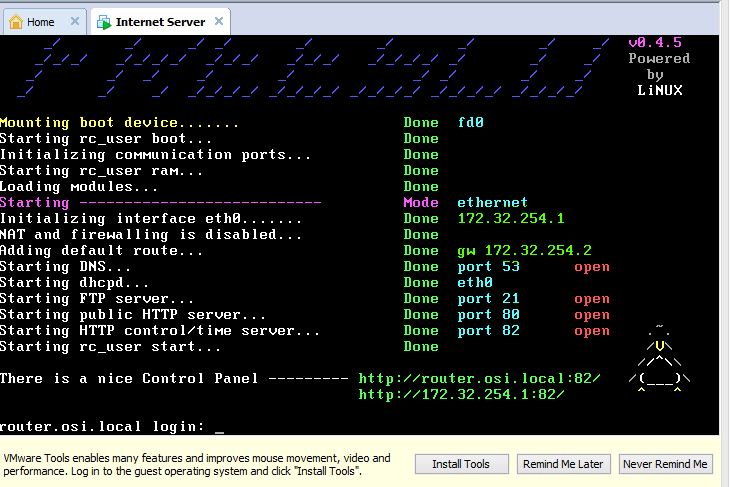 Home × Internet Server ×
v0.4.5
Powered
by
LiNUX
Mounting boot device....... Done fd0
Starting rc_user boot... Done
Initializing communication ports... Done
Starting rc_user ram... Done
Loading modules... Done
Starting --------------------------- Mode ethernet
Initializing interface eth0....... Done 172.32.254.1
NAT and firewalling is disabled... Done
Adding default route... Done gw 172.32.254.2
Starting DNS... Done port 53 open
Starting dhcpd... Done eth0
Starting FTP server... Done port 21 open
Starting public HTTP server... Done port 80 open
Starting HTTP control/time server... Done port 82 open
Starting rc_user start... Done
There is a nice Control Panel --------- http://router.osi.local:82/
http://172.32.254.1:82/
router.osi.local login: _
VMware Tools enables many features and improves mouse movement, video and
performance. Log in to the guest operating system and click "Install Tools".
Install Tools Remind Me Later Never Remind Me